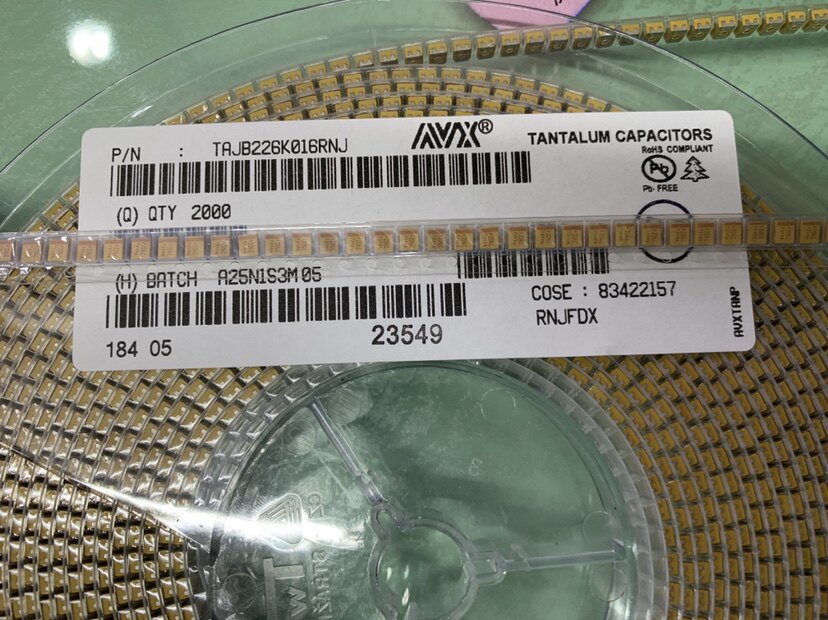 P/N : TAJB226K016RNJ
AVX®
TANTALUM CAPACITORS
RoHS COMPLIANT
Pb
Pb-FREE
(Q) QTY 2000
(H) BATCH A25N1S3M05
COSE : 83422157
RNJFDX
184 05
23549
AVXTANP